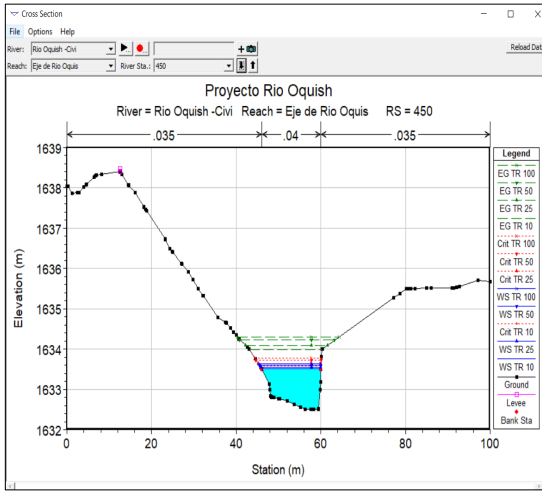 Cross Section
File Options Help
River: Rio Oquish -Civi
Reload Dat
Reach: Eje de Rio Oquis River Sta.: 450
Proyecto Rio Oquish
River = Rio Oquish -Civi Reach = Eje de Rio Oquis RS = 450
.035 .04 .035
1639
1638
1637
1636
1635
1634
1633
1632
Elevation (m)
0 20 40 60 80 100
Station (m)
Legend
EG TR 100
EG TR 50
EG TR 25
EG TR 10
Crit TR 100
Crit TR 50
Crit TR 25
WS TR 100
WS TR 50
Crit TR 10
WS TR 25
WS TR 10
Ground
Levee
Bank Sta